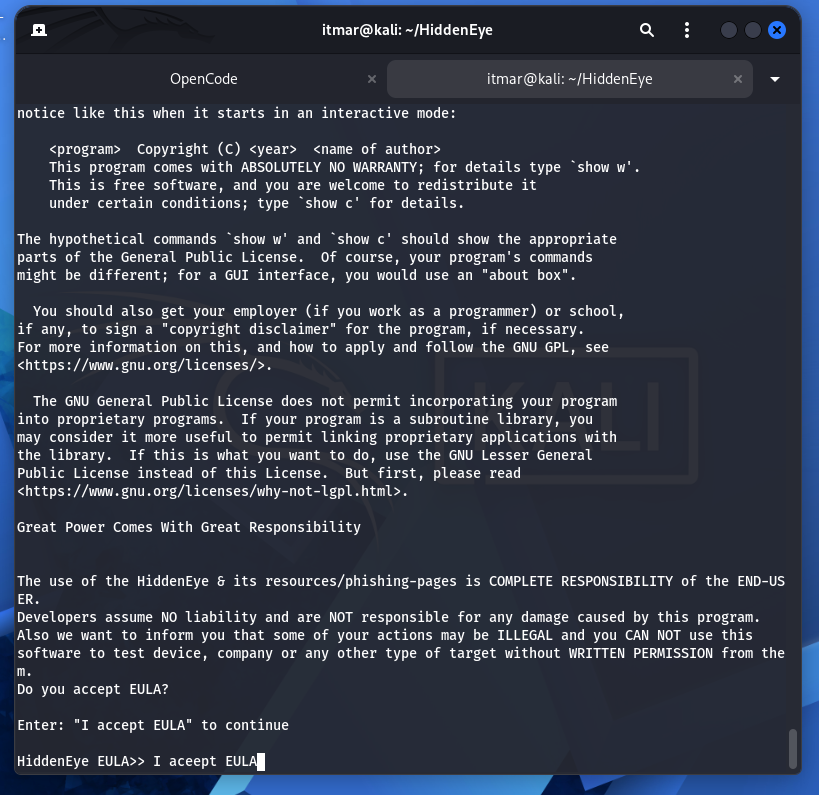 itmar@kali: ~/HiddenEye
OpenCode
itmar@kali: ~/HiddenEye
notice like this when it starts in an interactive mode:
    <program>  Copyright (C) <year>  <name of author>
    This program comes with ABSOLUTELY NO WARRANTY; for details type `show w'.
    This is free software, and you are welcome to redistribute it
    under certain conditions; type `show c' for details.
The hypothetical commands `show w' and `show c' should show the appropriate
parts of the General Public License.  Of course, your program's commands
might be different; for a GUI interface, you would use an "about box".
  You should also get your employer (if you work as a programmer) or school,
if any, to sign a "copyright disclaimer" for the program, if necessary.
For more information on this, and how to apply and follow the GNU GPL, see
<https://www.gnu.org/licenses/>.
  The GNU General Public License does not permit incorporating your program
into proprietary programs.  If your program is a subroutine library, you
may consider it more useful to permit linking proprietary applications with
the library.  If this is what you want to do, use the GNU Lesser General
Public License instead of this License.  But first, please read
<https://www.gnu.org/licenses/why-not-lgpl.html>.
KALI
Great Power Comes With Great Responsibility
The use of the HiddenEye & its resources/phishing-pages is COMPLETE RESPONSIBILITY of the END-US
ER.
Developers assume NO liability and are NOT responsible for any damage caused by this program.
Also we want to inform you that some of your actions may be ILLEGAL and you CAN NOT use this
software to test device, company or any other type of target without WRITTEN PERMISSION from the
m.
Do you accept EULA?
Enter: "I accept EULA" to continue
HiddenEye EULA>> I aceept EULA